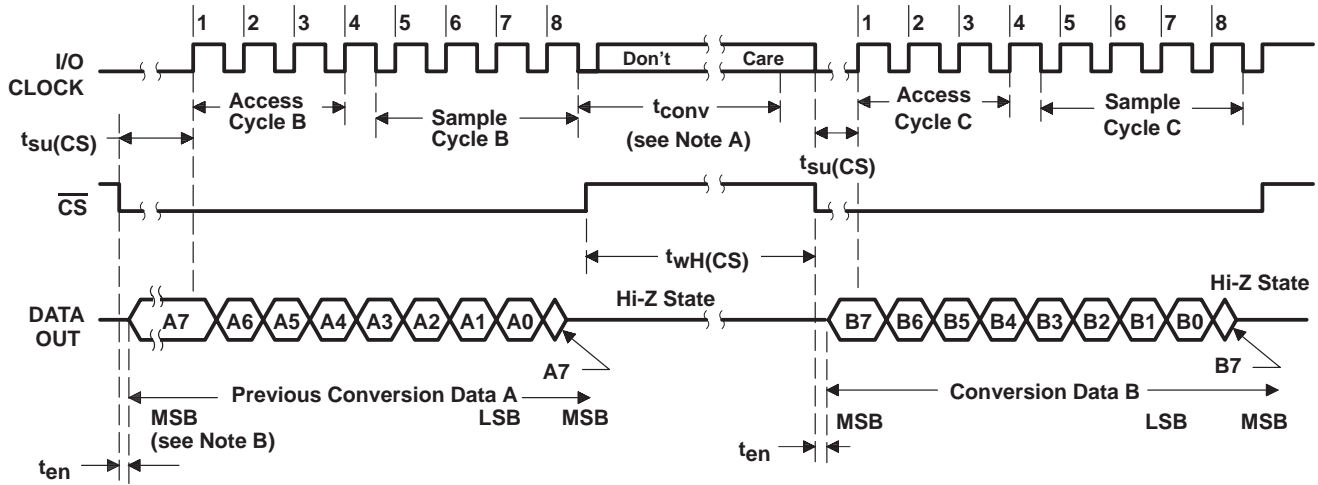 1 2 3 4 5 6 7 8 1 2 3 4 5 6 7 8
I/O
CLOCK
Don't Care
Access
Cycle B
Sample
Cycle B
tconv
(see Note A)
Access
Cycle C
Sample
Cycle C
tsu(CS)
tsu(CS)
CS
twH(CS)
Hi-Z State
Hi-Z State
DATA
OUT
A7 A6 A5 A4 A3 A2 A1 A0
B7 B6 B5 B4 B3 B2 B1 B0
A7
B7
Previous Conversion Data A
Conversion Data B
MSB
(see Note B)
LSB
MSB
MSB
LSB
MSB
ten
ten